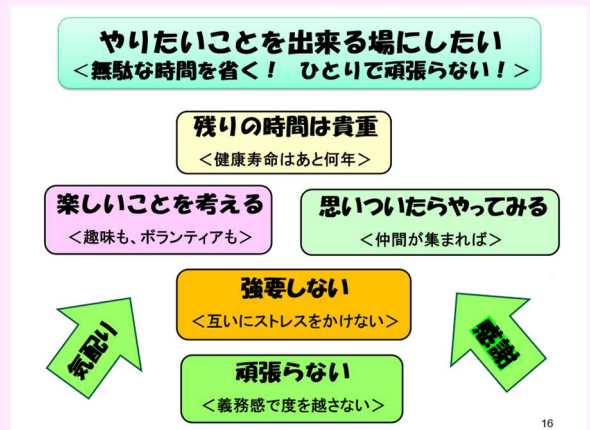 やりたいことを出来る場にしたい
＜無駄な時間を省く！　ひとりで頑張らない！＞
残りの時間は貴重
＜健康寿命はあと何年＞
楽しいことを考える
＜趣味も、ボランティアも＞
思いついたらやってみる
＜仲間が集まれば＞
強要しない
＜互いにストレスをかけない＞
気配り
感謝
頑張らない
＜義務感で度を越さない＞
16